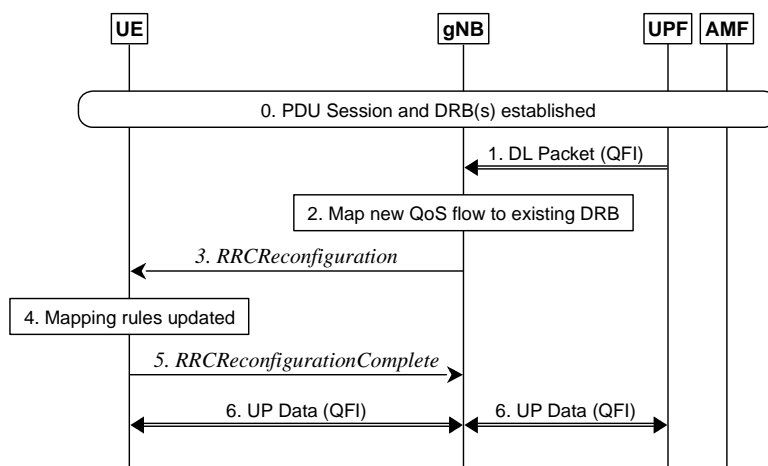 UE
gNB
UPF
AMF
0. PDU Session and DRB(s) established
1. DL Packet (QFI)
2. Map new QoS flow to existing DRB
3. RRCReconfiguration
4. Mapping rules updated
5. RRCReconfigurationComplete
6. UP Data (QFI)
6. UP Data (QFI)